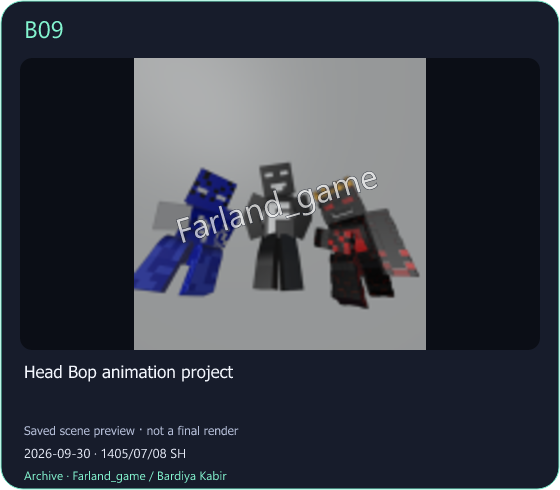 B09
Farland_game
Head Bop animation project
Saved scene preview · not a final render
2026-09-30 · 1405/07/08 SH
Archive · Farland_game / Bardiya Kabir